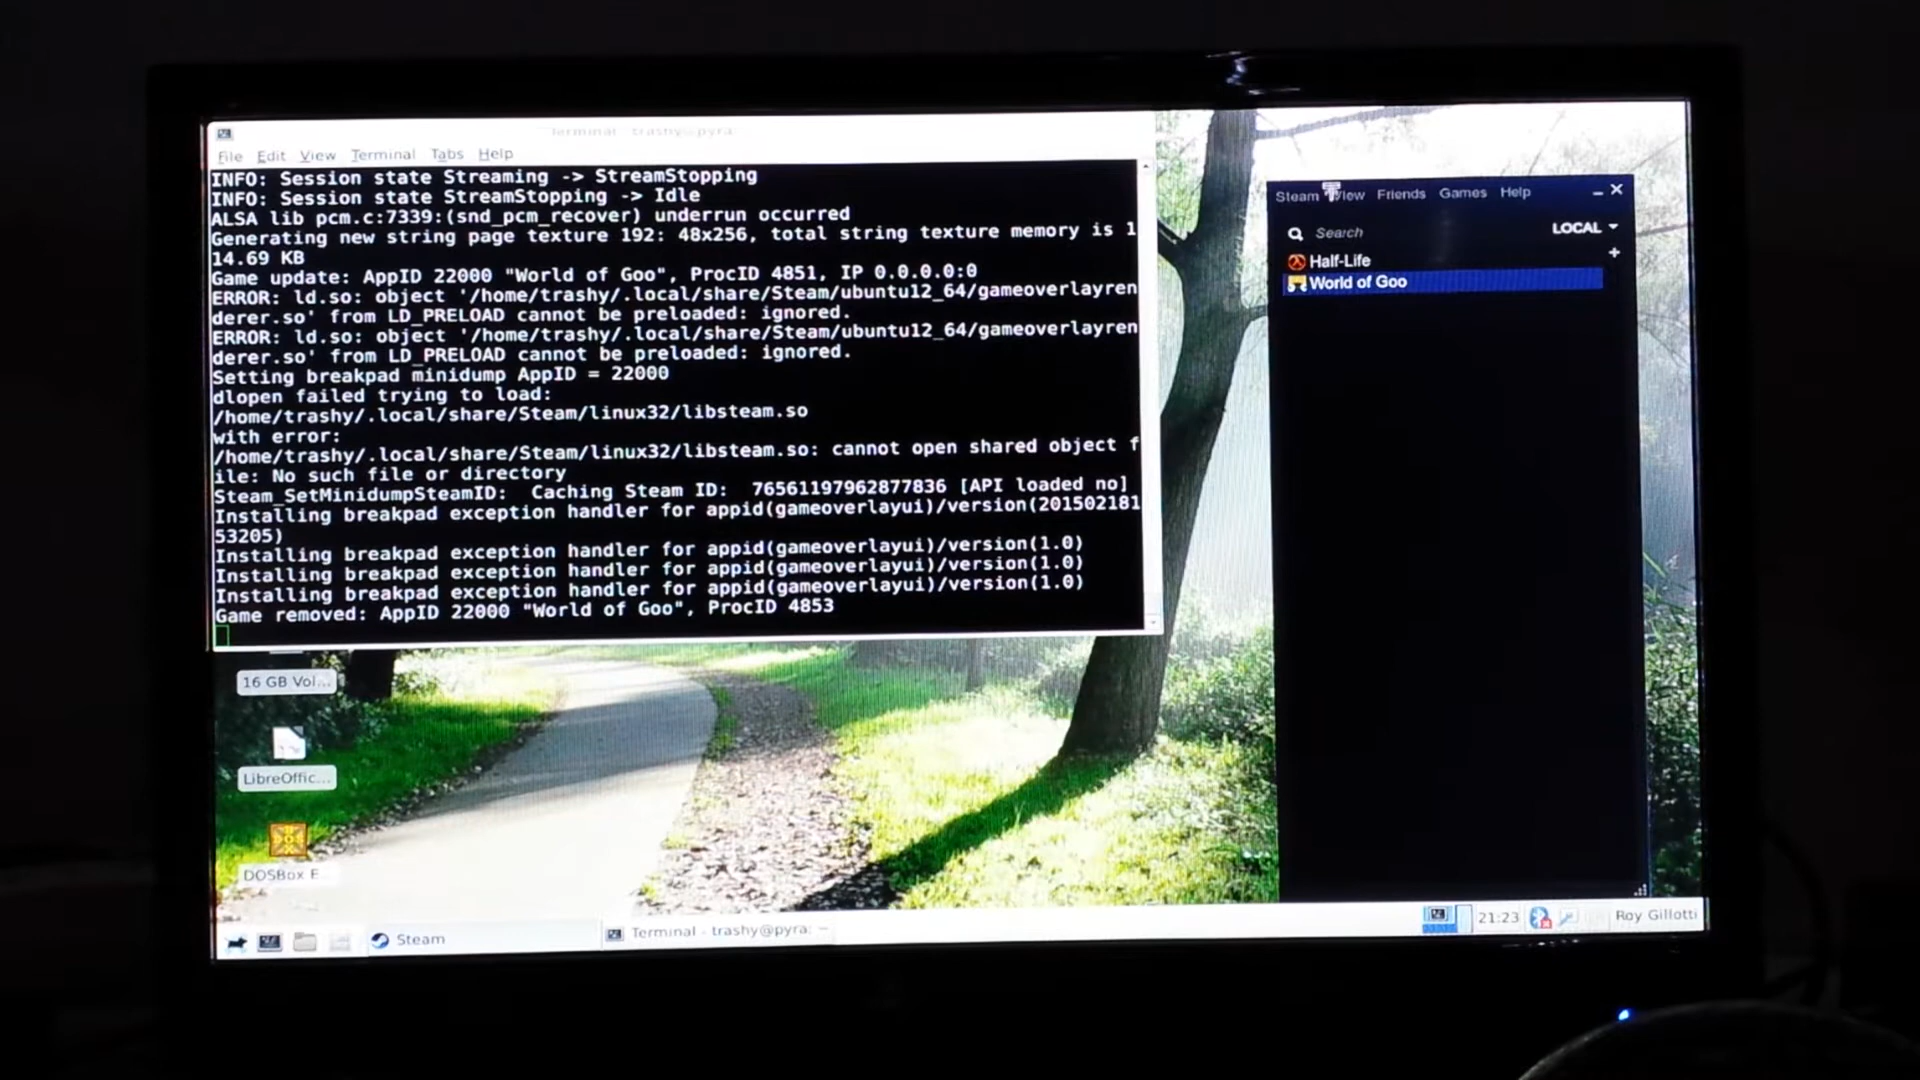 Terminal - trashy@pyra:
File Edit View Terminal Tabs Help
INFO: Session state Streaming -> StreamStopping
INFO: Session state StreamStopping -> Idle
ALSA lib pcm.c:7339:(snd_pcm_recover) underrun occurred
Generating new string page texture 192: 48x256, total string texture memory is 1
14.69 KB
Game update: AppID 22000 "World of Goo", ProcID 4851, IP 0.0.0.0:0
ERROR: ld.so: object '/home/trashy/.local/share/Steam/ubuntu12_64/gameoverlayren
derer.so' from LD_PRELOAD cannot be preloaded: ignored.
ERROR: ld.so: object '/home/trashy/.local/share/Steam/ubuntu12_64/gameoverlayren
derer.so' from LD_PRELOAD cannot be preloaded: ignored.
Setting breakpad minidump AppID = 22000
dlopen failed trying to load:
/home/trashy/.local/share/Steam/linux32/libsteam.so
with error:
/home/trashy/.local/share/Steam/linux32/libsteam.so: cannot open shared object f
ile: No such file or directory
Steam_SetMinidumpSteamID:  Caching Steam ID:  76561197962877836 [API loaded no]
Installing breakpad exception handler for appid(gameoverlayui)/version(201502181
53205)
Installing breakpad exception handler for appid(gameoverlayui)/version(1.0)
Installing breakpad exception handler for appid(gameoverlayui)/version(1.0)
Installing breakpad exception handler for appid(gameoverlayui)/version(1.0)
Game removed: AppID 22000 "World of Goo", ProcID 4853
Steam View Friends Games Help
Search LOCAL
Half-Life
World of Goo
16 GB Vol...
LibreOffic...
DOSBox E...
Steam
Terminal - trashy@pyra: ~
21:23
Roy Gillotti